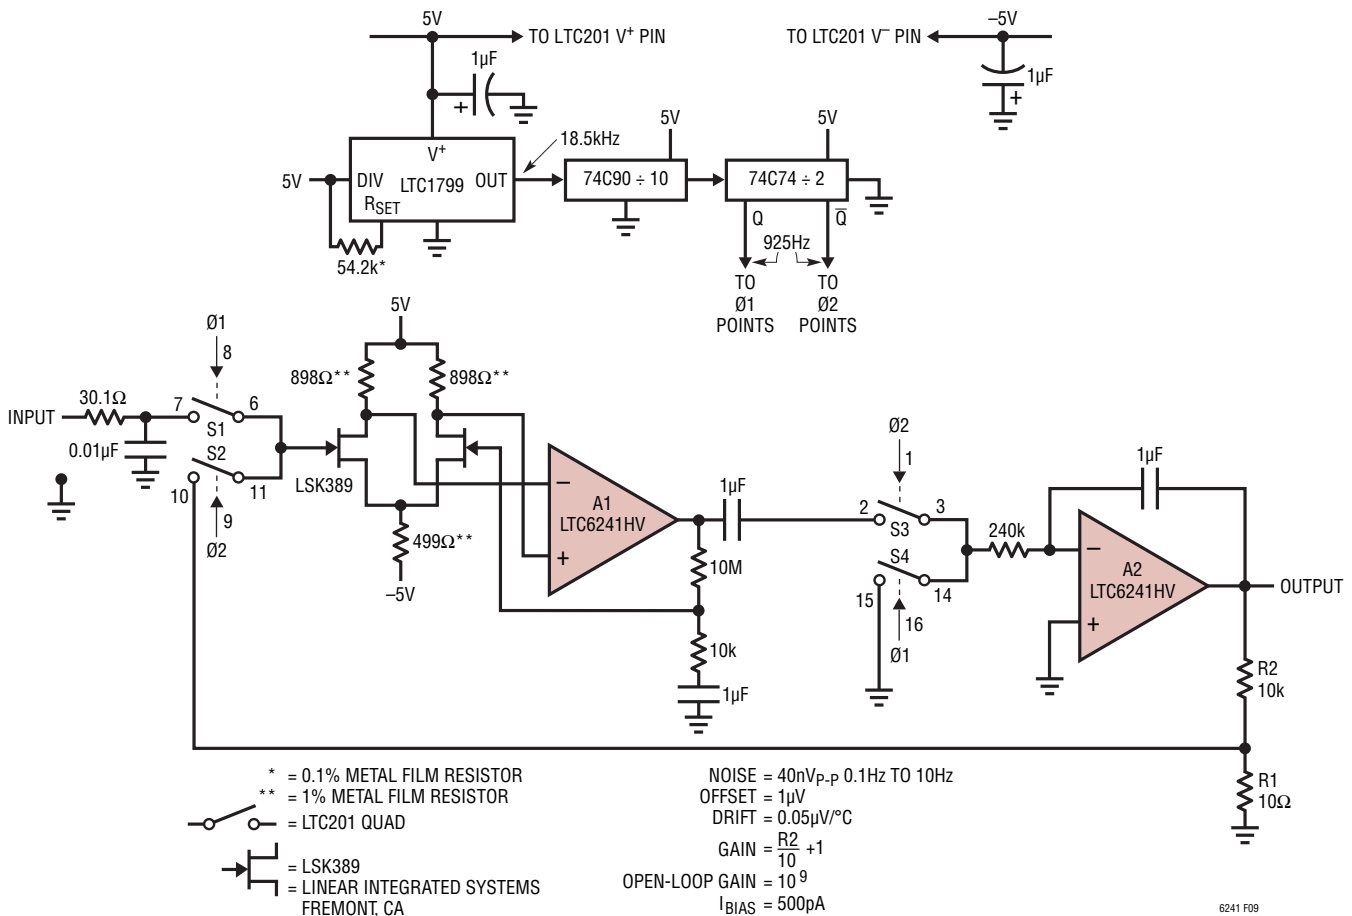 5V
TO LTC201 V+ PIN
TO LTC201 V− PIN
–5V
1µF
+
1µF
+
V+
5V
DIV
LTC1799
OUT
RSET
54.2k*
18.5kHz
5V
74C90 ÷ 10
5V
74C74 ÷ 2
Q
Q̅
925Hz
TO
Ø1
POINTS
TO
Ø2
POINTS
Ø1
8
INPUT
30.1Ω
0.01µF
7
6
S1
S2
10
11
9
Ø2
5V
898Ω**
898Ω**
LSK389
499Ω**
–5V
–
A1
LTC6241HV
+
1µF
10M
10k
1µF
Ø2
1
2
3
S3
S4
15
14
16
Ø1
240k
1µF
–
A2
LTC6241HV
+
OUTPUT
R2
10k
R1
10Ω
* = 0.1% METAL FILM RESISTOR
** = 1% METAL FILM RESISTOR
= LTC201 QUAD
= LSK389
= LINEAR INTEGRATED SYSTEMS
FREMONT, CA
NOISE = 40nVP-P 0.1Hz TO 10Hz
OFFSET = 1µV
DRIFT = 0.05µV/°C
GAIN = R2/10 +1
OPEN-LOOP GAIN = 10⁹
IBIAS = 500pA
6241 F09